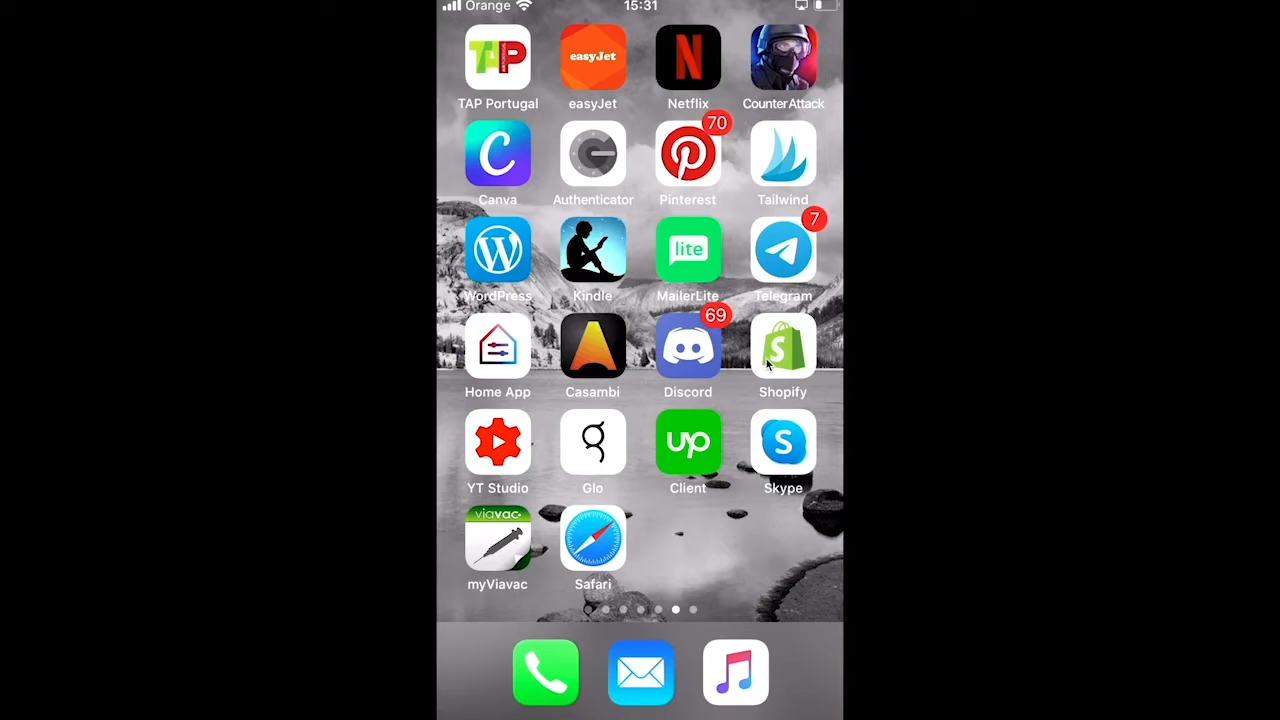 Orange 15:31
TAP
easyJet
N
TAP Portugal easyJet Netflix CounterAttack
70
C
Canva Authenticator Pinterest Tailwind
7
W
lite
WordPress Kindle MailerLite Telegram
69
S
Home App Casambi Discord Shopify
up
S
YT Studio Glo Client Skype
viavac
myViavac Safari